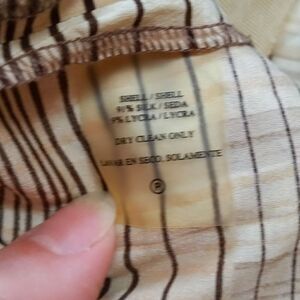 SHELL / SHELL
91% SILK / SEDA
9% LYCRA / LYCRA
DRY CLEAN ONLY
LAVAR EN SECO. SOLAMENTE
P